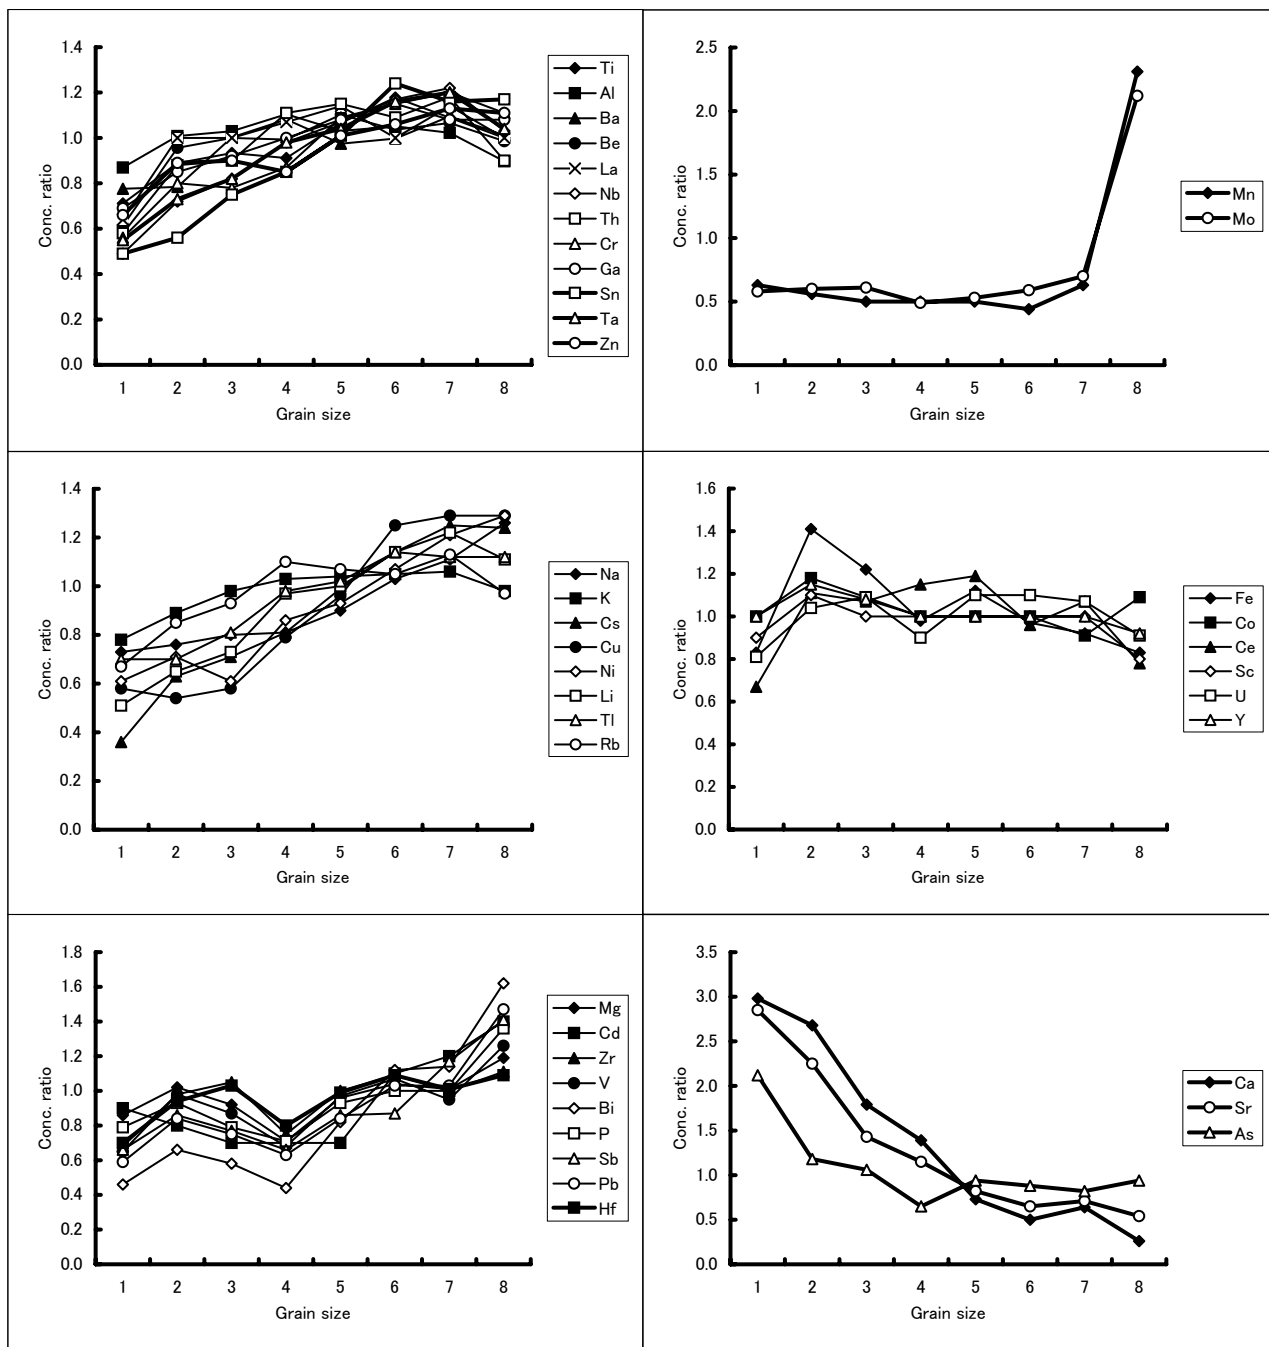 Conc. ratio
1.4
1.2
1.0
0.8
0.6
0.4
0.2
0.0
1 2 3 4 5 6 7 8
Grain size
Ti
Al
Ba
Be
La
Nb
Th
Cr
Ga
Sn
Ta
Zn
Conc. ratio
2.5
2.0
1.5
1.0
0.5
0.0
1 2 3 4 5 6 7 8
Grain size
Mn
Mo
Conc. ratio
1.4
1.2
1.0
0.8
0.6
0.4
0.2
0.0
1 2 3 4 5 6 7 8
Grain size
Na
K
Cs
Cu
Ni
Li
Tl
Rb
Conc. ratio
1.6
1.4
1.2
1.0
0.8
0.6
0.4
0.2
0.0
1 2 3 4 5 6 7 8
Grain size
Fe
Co
Ce
Sc
U
Y
Conc. ratio
1.8
1.6
1.4
1.2
1.0
0.8
0.6
0.4
0.2
0.0
1 2 3 4 5 6 7 8
Grain size
Mg
Cd
Zr
V
Bi
P
Sb
Pb
Hf
Conc. ratio
3.5
3.0
2.5
2.0
1.5
1.0
0.5
0.0
1 2 3 4 5 6 7 8
Grain size
Ca
Sr
As